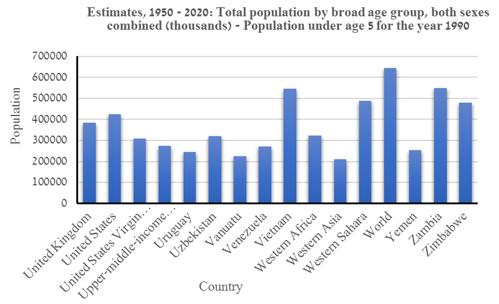 Estimates, 1950 - 2020: Total population by broad age group, both sexes
combined (thousands) - Population under age 5 for the year 1990
700000
600000
500000
400000
300000
200000
100000
0
Population
United Kingdom
United States
United States Virgin…
Upper-middle-income…
Uruguay
Uzbekistan
Vanuatu
Venezuela
Vietnam
Western Africa
Western Asia
Western Sahara
World
Yemen
Zambia
Zimbabwe
Country